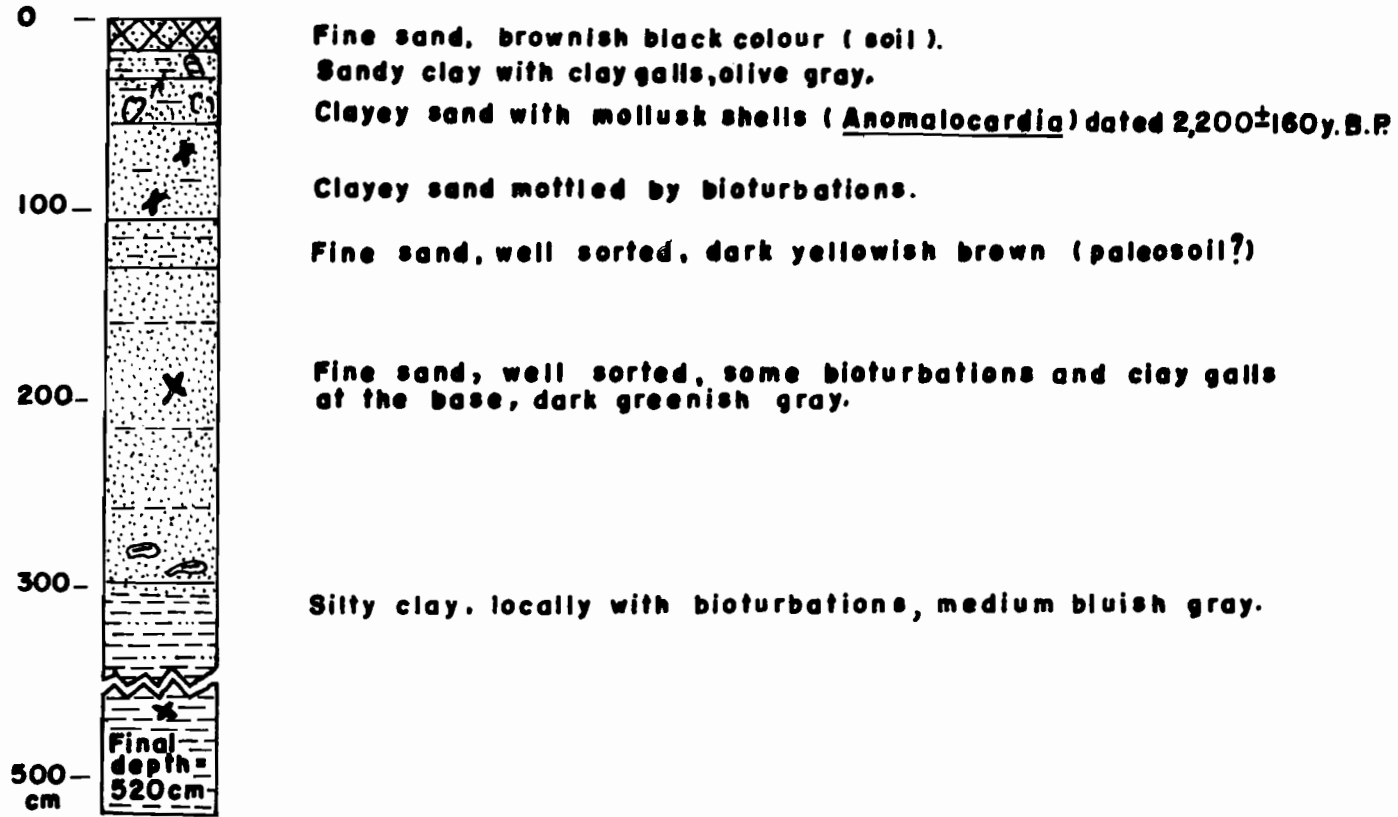 0
Fine sand, brownish black colour ( soil ).
Sandy clay with clay galls, olive gray.
Clayey sand with mollusk shells ( Anomalocardia ) dated 2,200±160 y. B.P.
Clayey sand mottled by bioturbations.
100
Fine sand, well sorted, dark yellowish brown (paleosoil?)
Fine sand, well sorted, some bioturbations and clay galls
200
at the base, dark greenish gray.
300
Silty clay. locally with bioturbations, medium bluish gray.
Final
depth=
520cm
500
cm